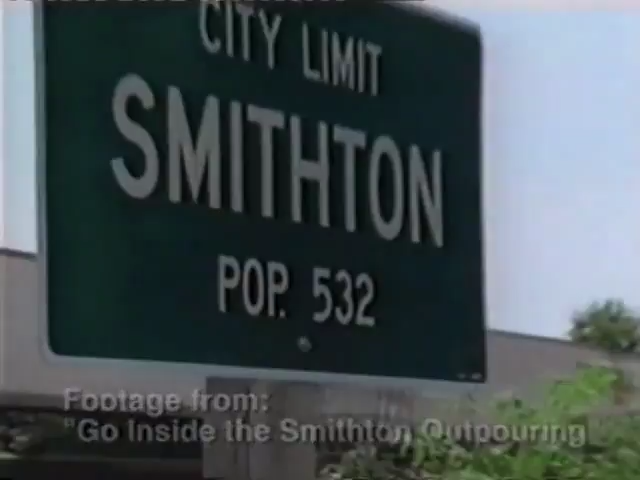 CITY LIMIT
SMITHTON
POP. 532
Footage from:
"Go Inside the Smithton Outpouring"